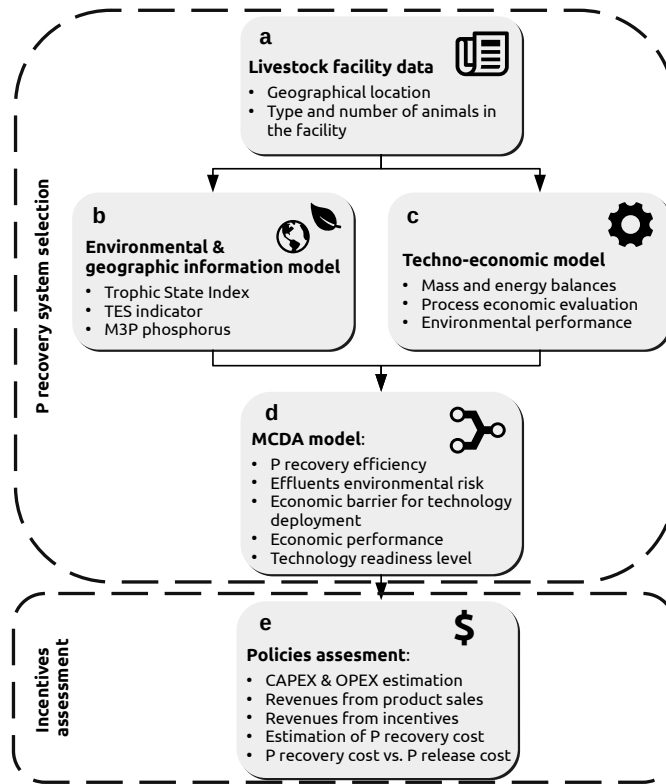 a
Livestock facility data
• Geographical location
• Type and number of animals in
the facility
b
Environmental &
geographic information model
• Trophic State Index
• TES indicator
• M3P phosphorus
c
Techno-economic model
• Mass and energy balances
• Process economic evaluation
• Environmental performance
P recovery system selection
d
MCDA model:
• P recovery efficiency
• Effluents environmental risk
• Economic barrier for technology
deployment
• Economic performance
• Technology readiness level
Incentives
assessment
e
$
Policies assesment:
• CAPEX & OPEX estimation
• Revenues from product sales
• Revenues from incentives
• Estimation of P recovery cost
• P recovery cost vs. P release cost